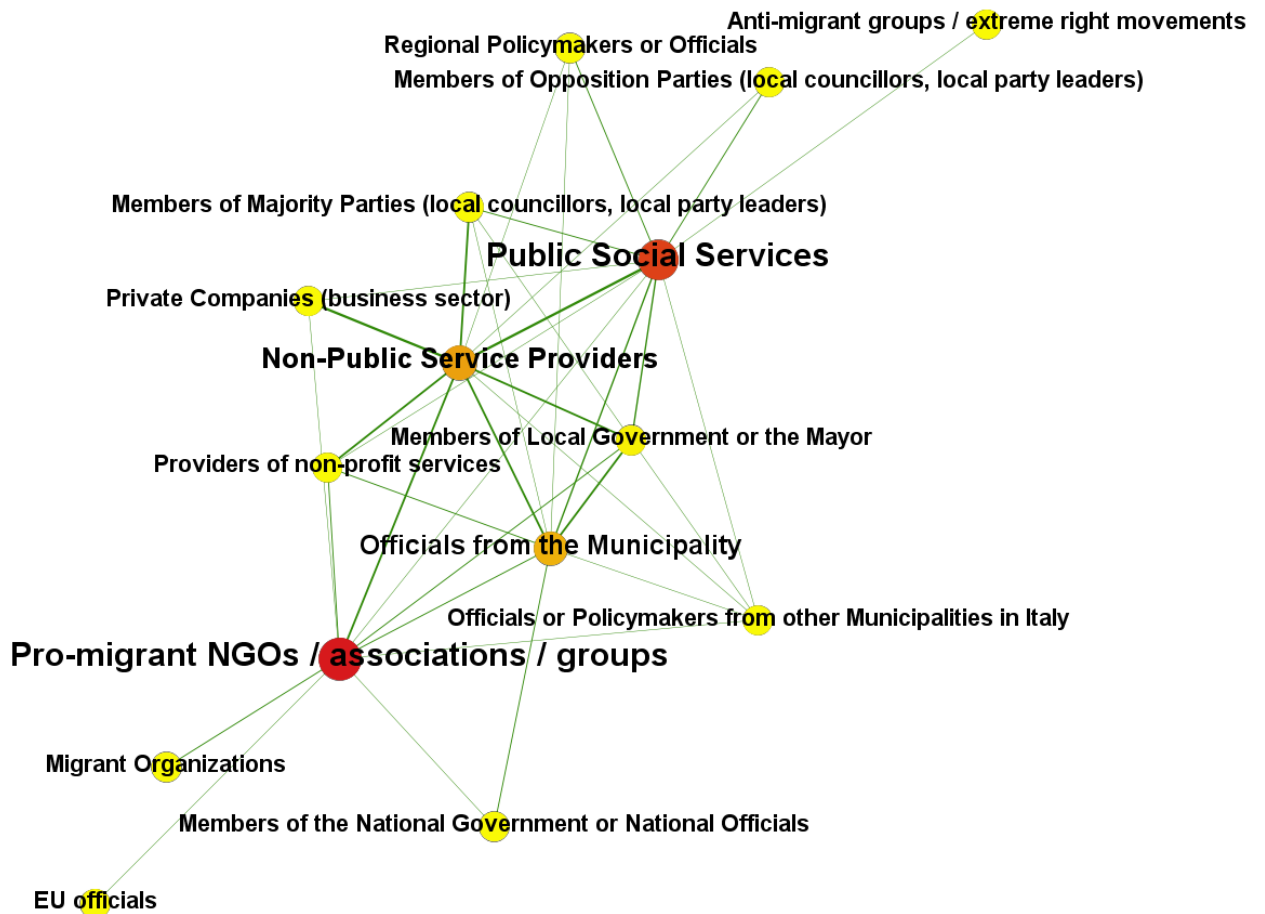 Anti-migrant groups / extreme right movements
Regional Policymakers or Officials
Members of Opposition Parties (local councillors, local party leaders)
Members of Majority Parties (local councillors, local party leaders)
Public Social Services
Private Companies (business sector)
Non-Public Service Providers
Members of Local Government or the Mayor
Providers of non-profit services
Officials from the Municipality
Officials or Policymakers from other Municipalities in Italy
Pro-migrant NGOs / associations / groups
Migrant Organizations
Members of the National Government or National Officials
EU officials